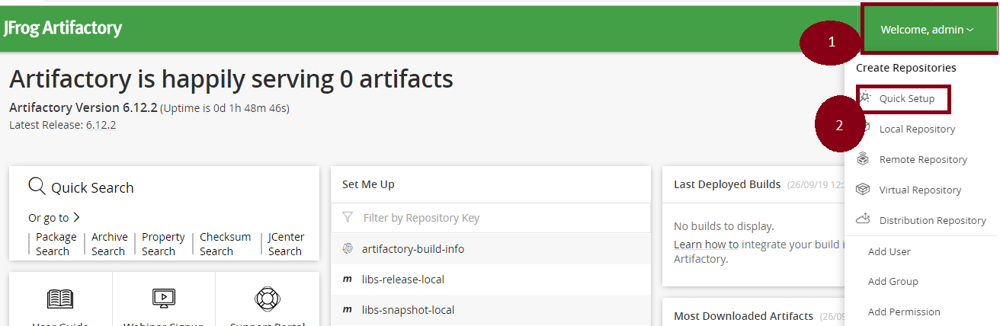 JFrog Artifactory
1
Welcome, admin
Artifactory is happily serving 0 artifacts
Artifactory Version 6.12.2 (Uptime is 0d 1h 48m 46s)
Latest Release: 6.12.2
Create Repositories
Quick Setup
2
Local Repository
Remote Repository
Virtual Repository
Distribution Repository
Add User
Add Group
Add Permission
Quick Search
Or go to
Package Search
Archive Search
Property Search
Checksum Search
JCenter Search
User Guide
Webinar Signup
Support Portal
Set Me Up
Filter by Repository Key
artifactory-build-info
m libs-release-local
m libs-snapshot-local
Last Deployed Builds (26/09/19 12:
No builds to display.
Learn how to integrate your build i
Artifactory.
Most Downloaded Artifacts (26/09